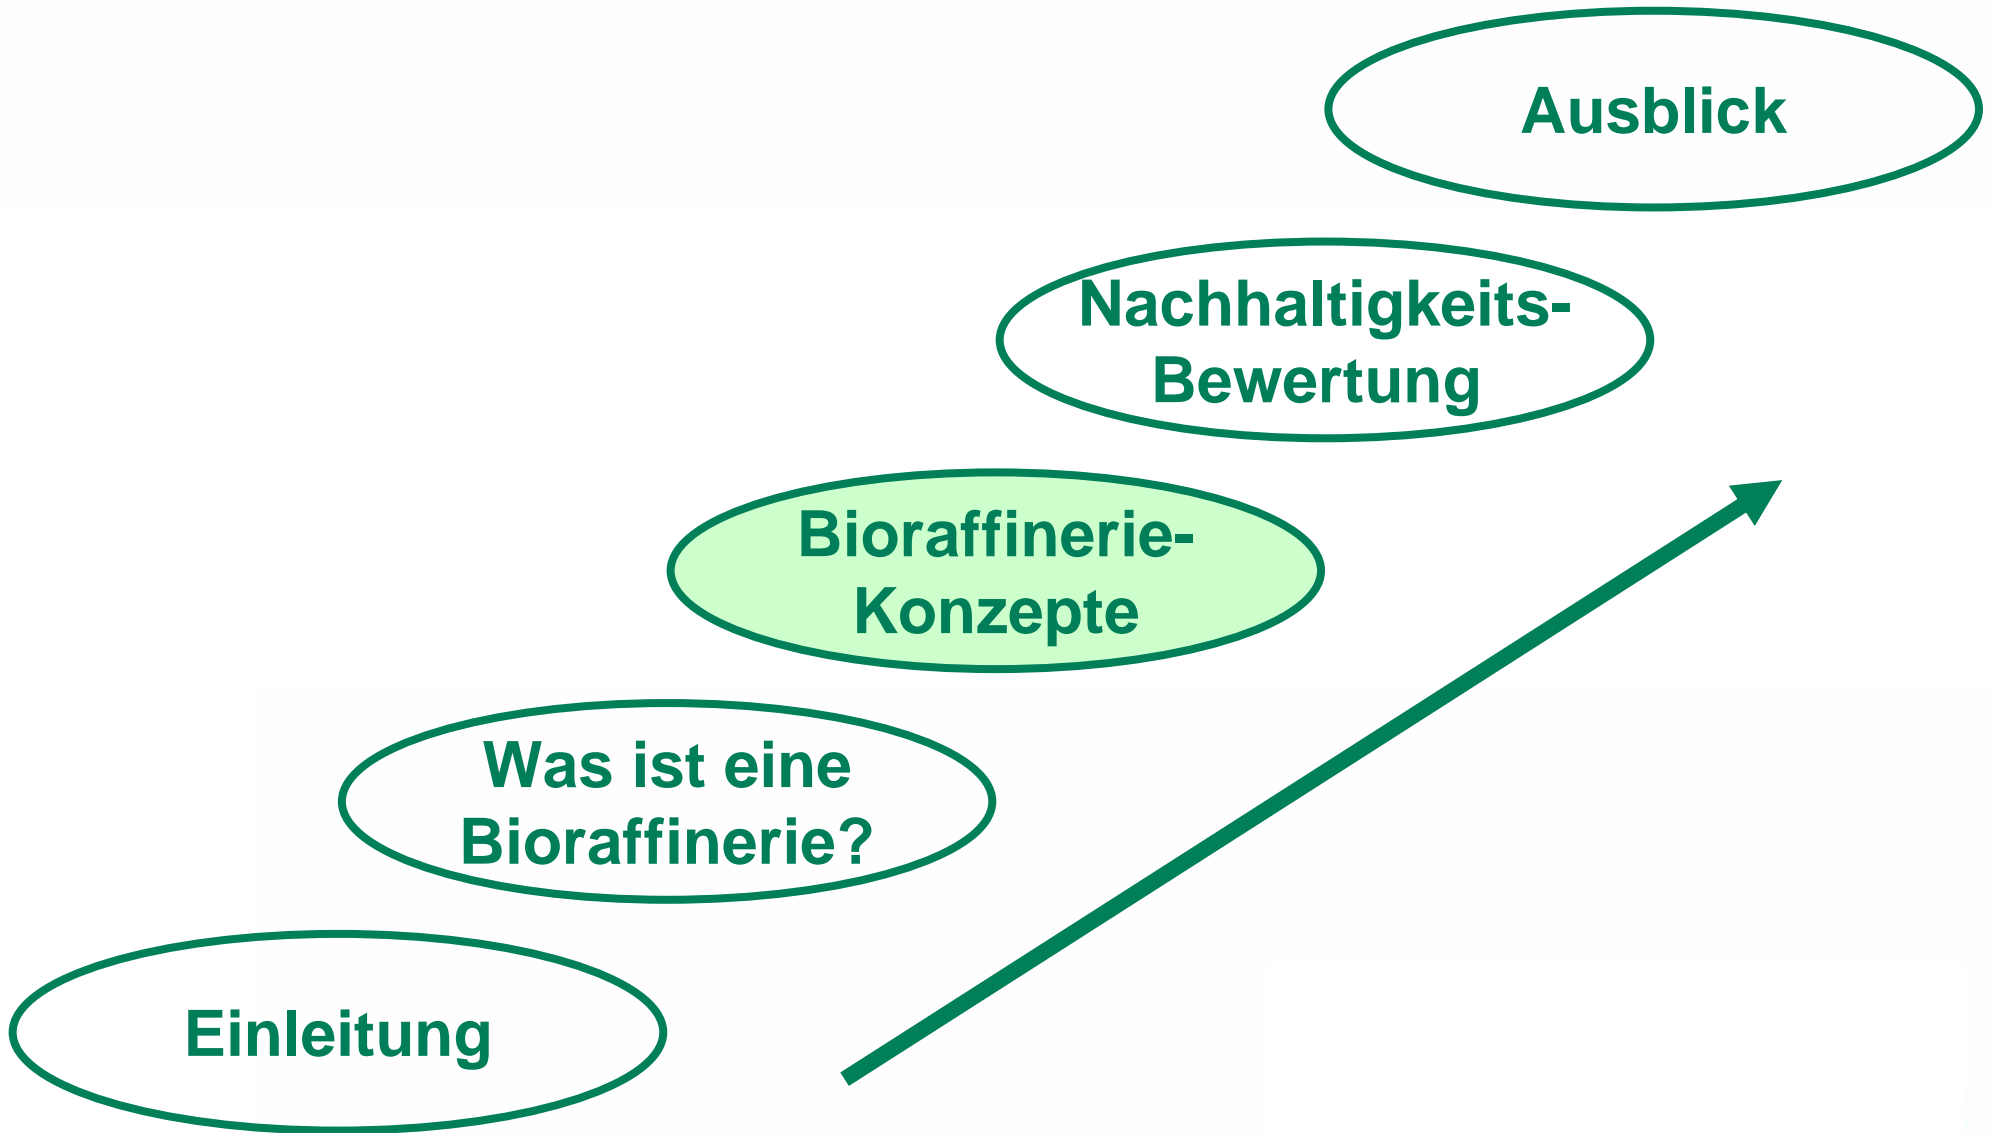 Ausblick
Nachhaltigkeits-
Bewertung
Bioraffinerie-
Konzepte
Was ist eine
Bioraffinerie?
Einleitung